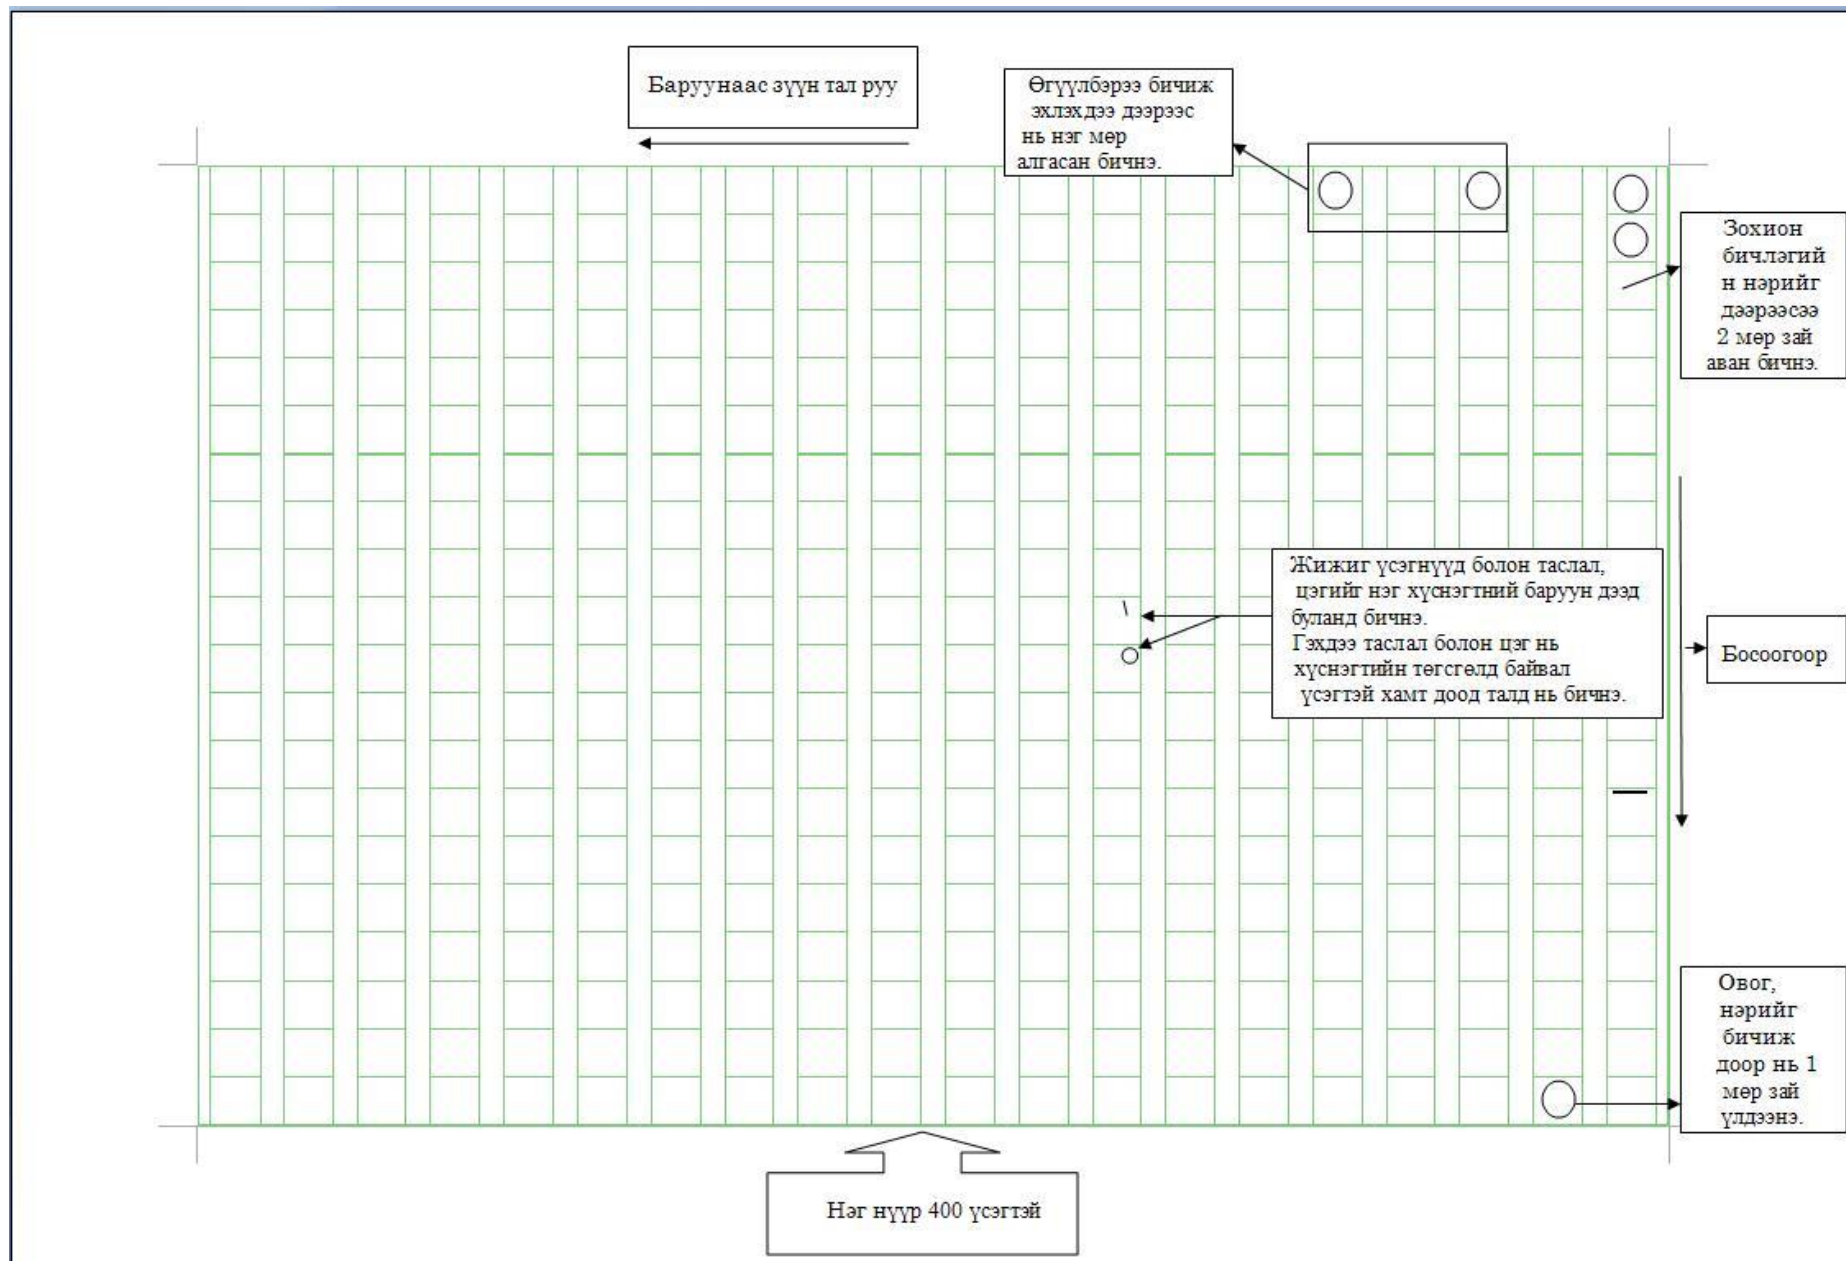 Баруунаас зүүн тал руу
Өгүүлбэрээ бичиж
эхлэхдээ дээрээс
нь нэг мөр
алгасан бичнэ.
Зохион
бичлэгий
н нэрийг
дээрээсээ
2 мөр зай
аван бичнэ.
Жижиг үсэгнүүд болон таслал,
цэгийг нэг хүснэгтний баруун дээд
буланд бичнэ.
Гэхдээ таслал болон цэг нь
хүснэгтийн төгсгөлд байвал
үсэгтэй хамт доод талд нь бичнэ.
Босоогоор
Овог,
нэрийг
бичиж
доор нь 1
мөр зай
үлдээнэ.
Нэг нүүр 400 үсэгтэй